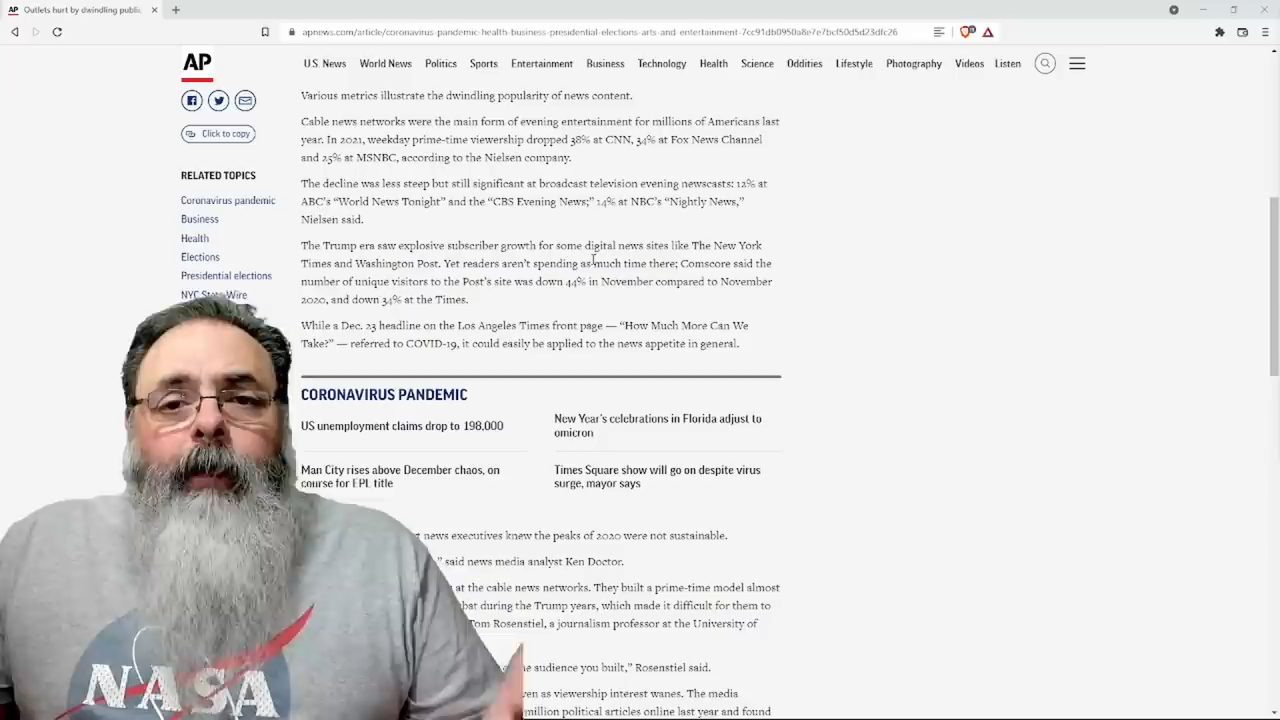 AP Outlets hurt by dwindling public
apnews.com/article/coronavirus-pandemic-health-business-presidential-elections-arts-and-entertainment-7cc91db0950a8e7e7bcf50d5d23dfc26
AP
U.S. News World News Politics Sports Entertainment Business Technology Health Science Oddities Lifestyle Photography Videos Listen
Click to copy
RELATED TOPICS
Coronavirus pandemic
Business
Health
Elections
Presidential elections
NYC State Wire
Various metrics illustrate the dwindling popularity of news content.
Cable news networks were the main form of evening entertainment for millions of Americans last
year. In 2021, weekday prime-time viewership dropped 38% at CNN, 34% at Fox News Channel
and 25% at MSNBC, according to the Nielsen company.
The decline was less steep but still significant at broadcast television evening newscasts: 12% at
ABC's “World News Tonight” and the “CBS Evening News;” 14% at NBC's “Nightly News,”
Nielsen said.
The Trump era saw explosive subscriber growth for some digital news sites like The New York
Times and Washington Post. Yet readers aren't spending as much time there; Comscore said the
number of unique visitors to the Post's site was down 44% in November compared to November
2020, and down 34% at the Times.
While a Dec. 23 headline on the Los Angeles Times front page — “How Much More Can We
Take?” — referred to COVID-19, it could easily be applied to the news appetite in general.
CORONAVIRUS PANDEMIC
US unemployment claims drop to 198,000
New Year's celebrations in Florida adjust to
omicron
Man City rises above December chaos, on
course for EPL title
Times Square show will go on despite virus
surge, mayor says
news executives knew the peaks of 2020 were not sustainable.
” said news media analyst Ken Doctor.
at the cable news networks. They built a prime-time model almost
bat during the Trump years, which made it difficult for them to
Tom Rosenstiel, a journalism professor at the University of
audience you built,” Rosenstiel said.
as viewership interest wanes. The media
million political articles online last year and found
NASA